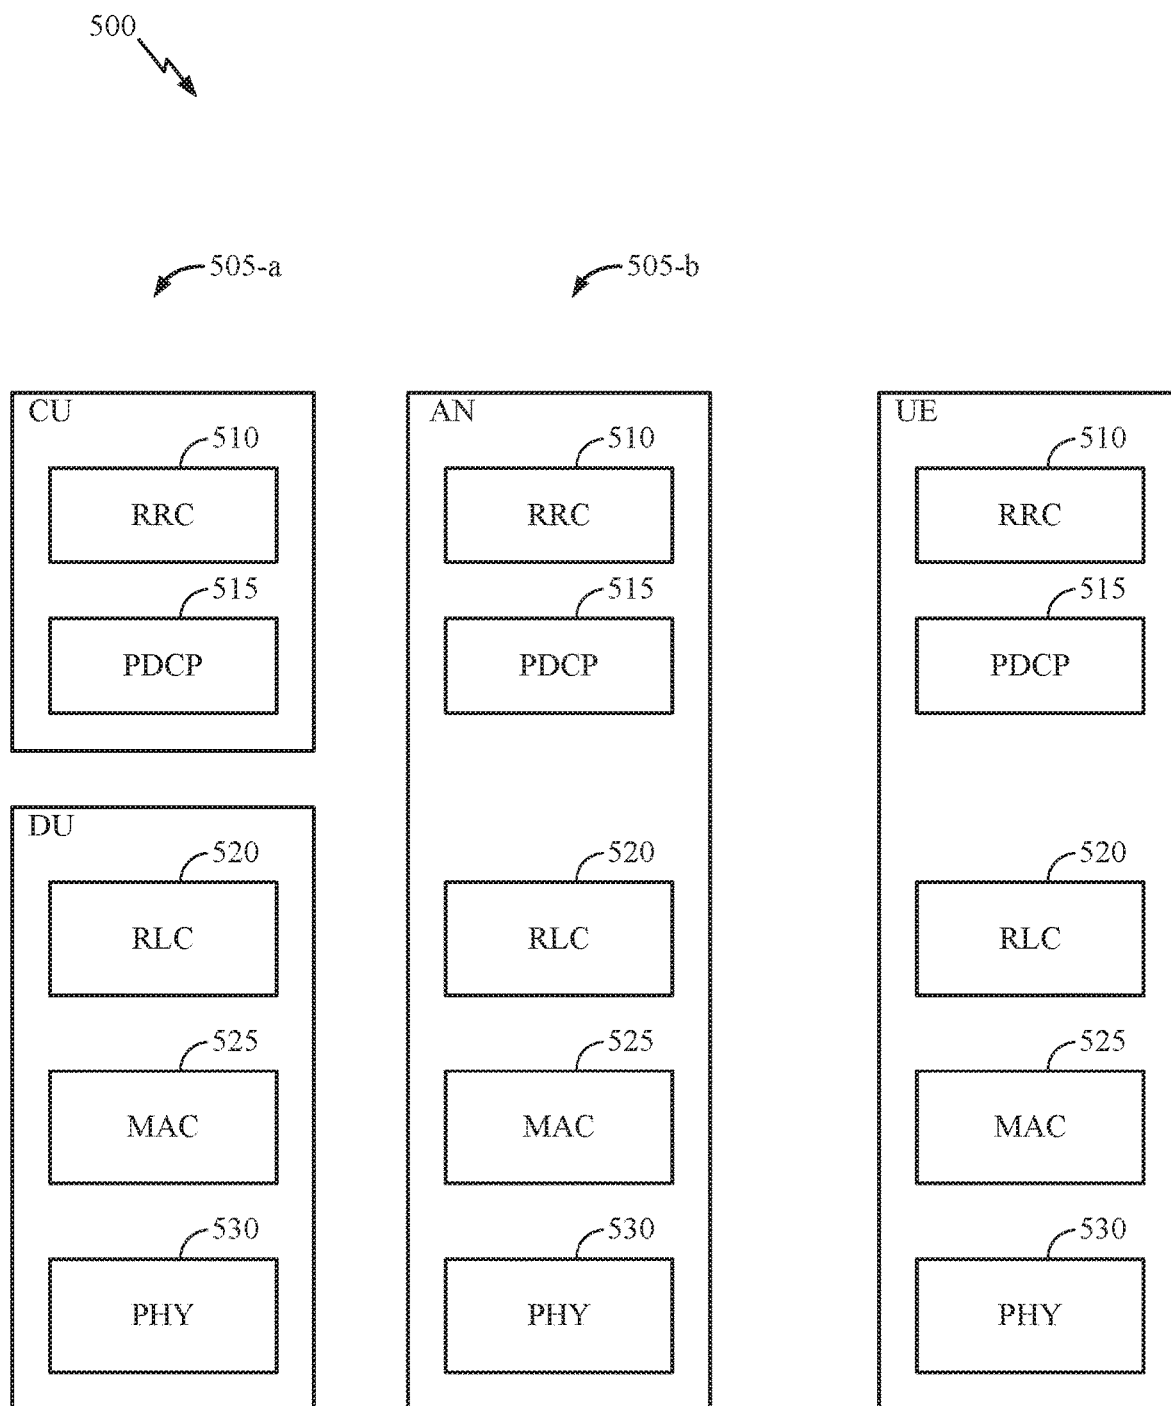 500
505-a 505-b
CU AN UE
510 510 510
RRC RRC RRC
515 515 515
PDCP PDCP PDCP
DU
520 520 520
RLC RLC RLC
525 525 525
MAC MAC MAC
530 530 530
PHY PHY PHY